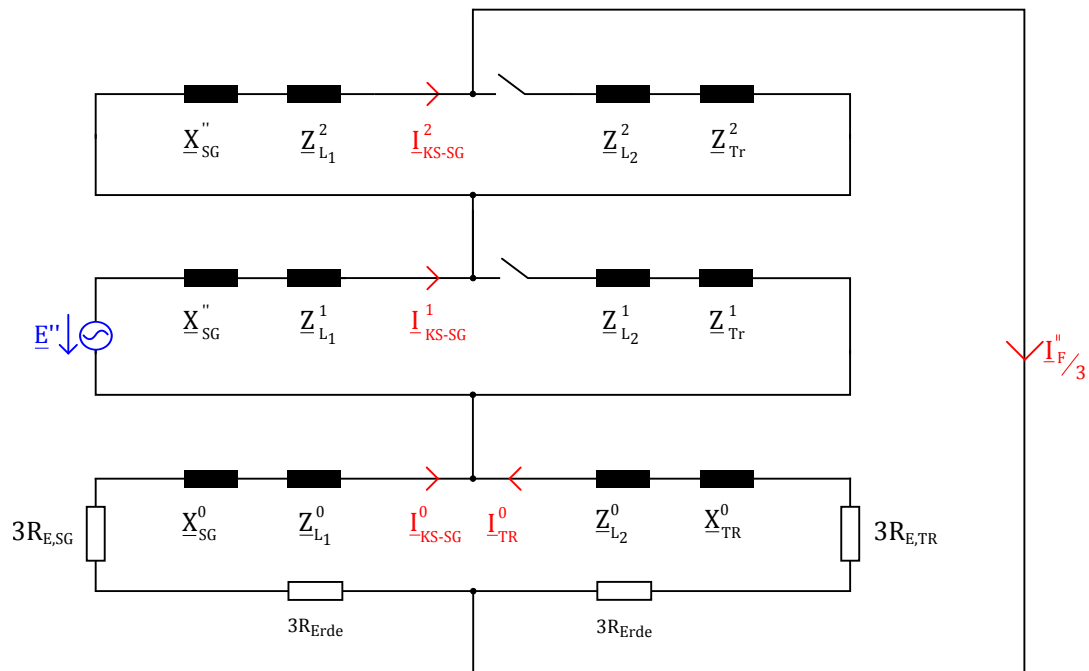 X''SG Z2L1 I2KS-SG Z2L2 Z2Tr
E'' X''SG Z1L1 I1KS-SG Z1L2 Z1Tr
I''F/3
3RE,SG X0SG Z0L1 I0KS-SG I0TR Z0L2 X0TR 3RE,TR
3RErde 3RErde